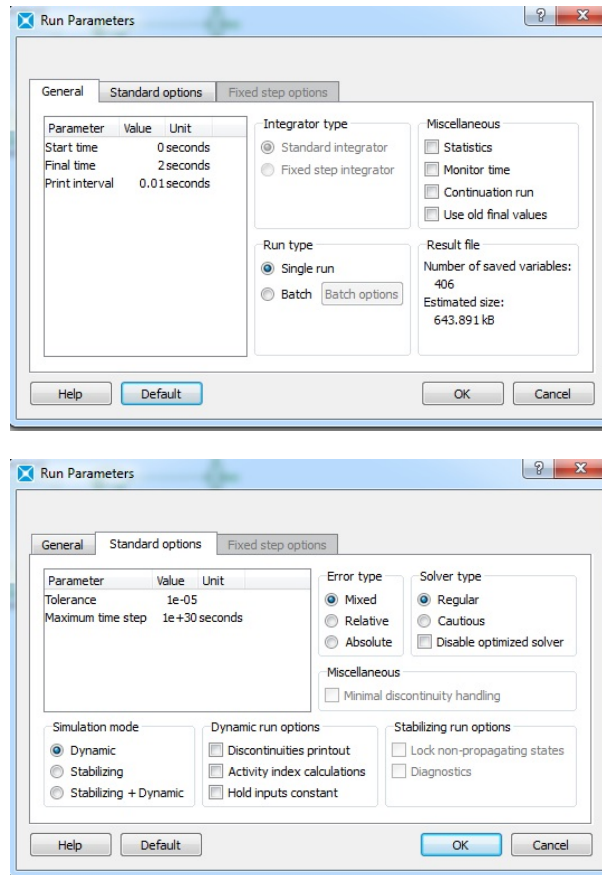 Run Parameters
General Standard options Fixed step options
Parameter Value Unit
Start time 0 seconds
Final time 2 seconds
Print interval 0.01 seconds
Integrator type
Standard integrator
Fixed step integrator
Miscellaneous
Statistics
Monitor time
Continuation run
Use old final values
Run type
Single run
Batch Batch options
Result file
Number of saved variables:
406
Estimated size:
643.891 kB
Help Default OK Cancel
Run Parameters
General Standard options Fixed step options
Parameter Value Unit
Tolerance 1e-05
Maximum time step 1e+30 seconds
Error type
Mixed
Relative
Absolute
Solver type
Regular
Cautious
Disable optimized solver
Miscellaneous
Minimal discontinuity handling
Simulation mode
Dynamic
Stabilizing
Stabilizing + Dynamic
Dynamic run options
Discontinuities printout
Activity index calculations
Hold inputs constant
Stabilizing run options
Lock non-propagating states
Diagnostics
Help Default OK Cancel